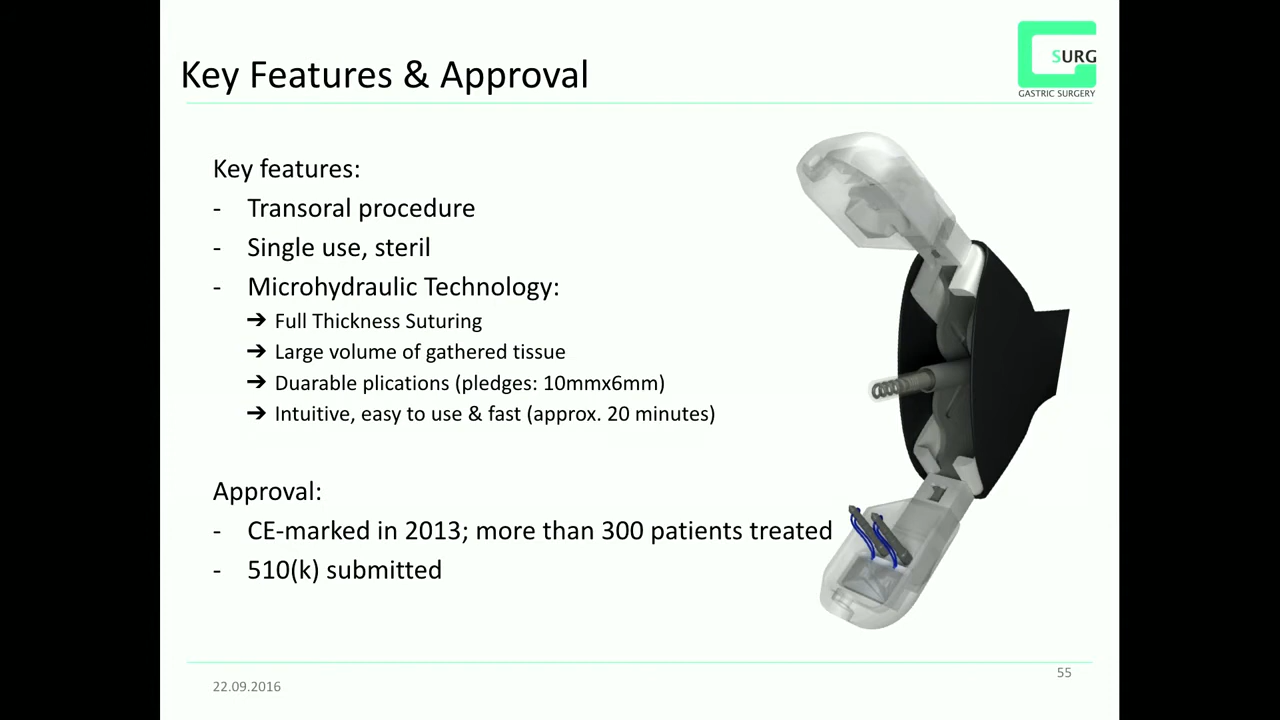 Key Features & Approval
SURG
GASTRIC SURGERY
Key features:
- Transoral procedure
- Single use, steril
- Microhydraulic Technology:
➔ Full Thickness Suturing
➔ Large volume of gathered tissue
➔ Duarable plications (pledges: 10mmx6mm)
➔ Intuitive, easy to use & fast (approx. 20 minutes)
Approval:
- CE-marked in 2013; more than 300 patients treated
- 510(k) submitted
22.09.2016
55